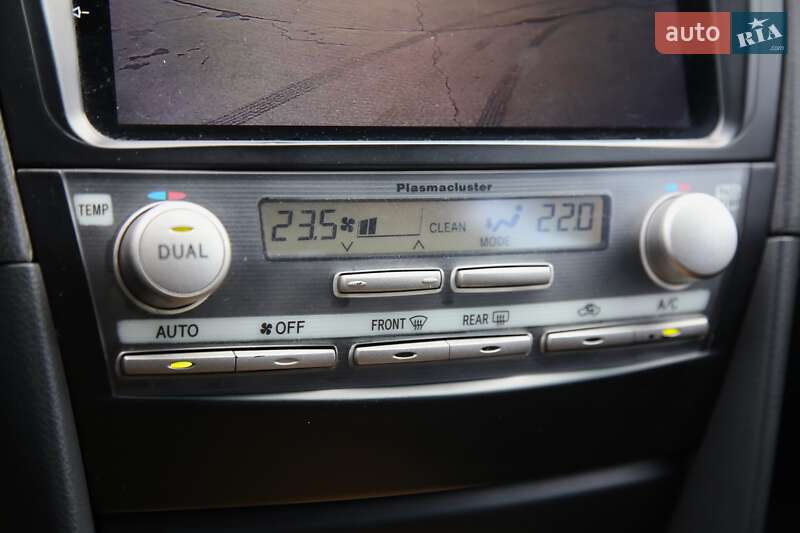 auto RIA
Plasmacluster
TEMP
DUAL
23.5
CLEAN
MODE
22.0
AUTO
OFF
FRONT
REAR
A/C